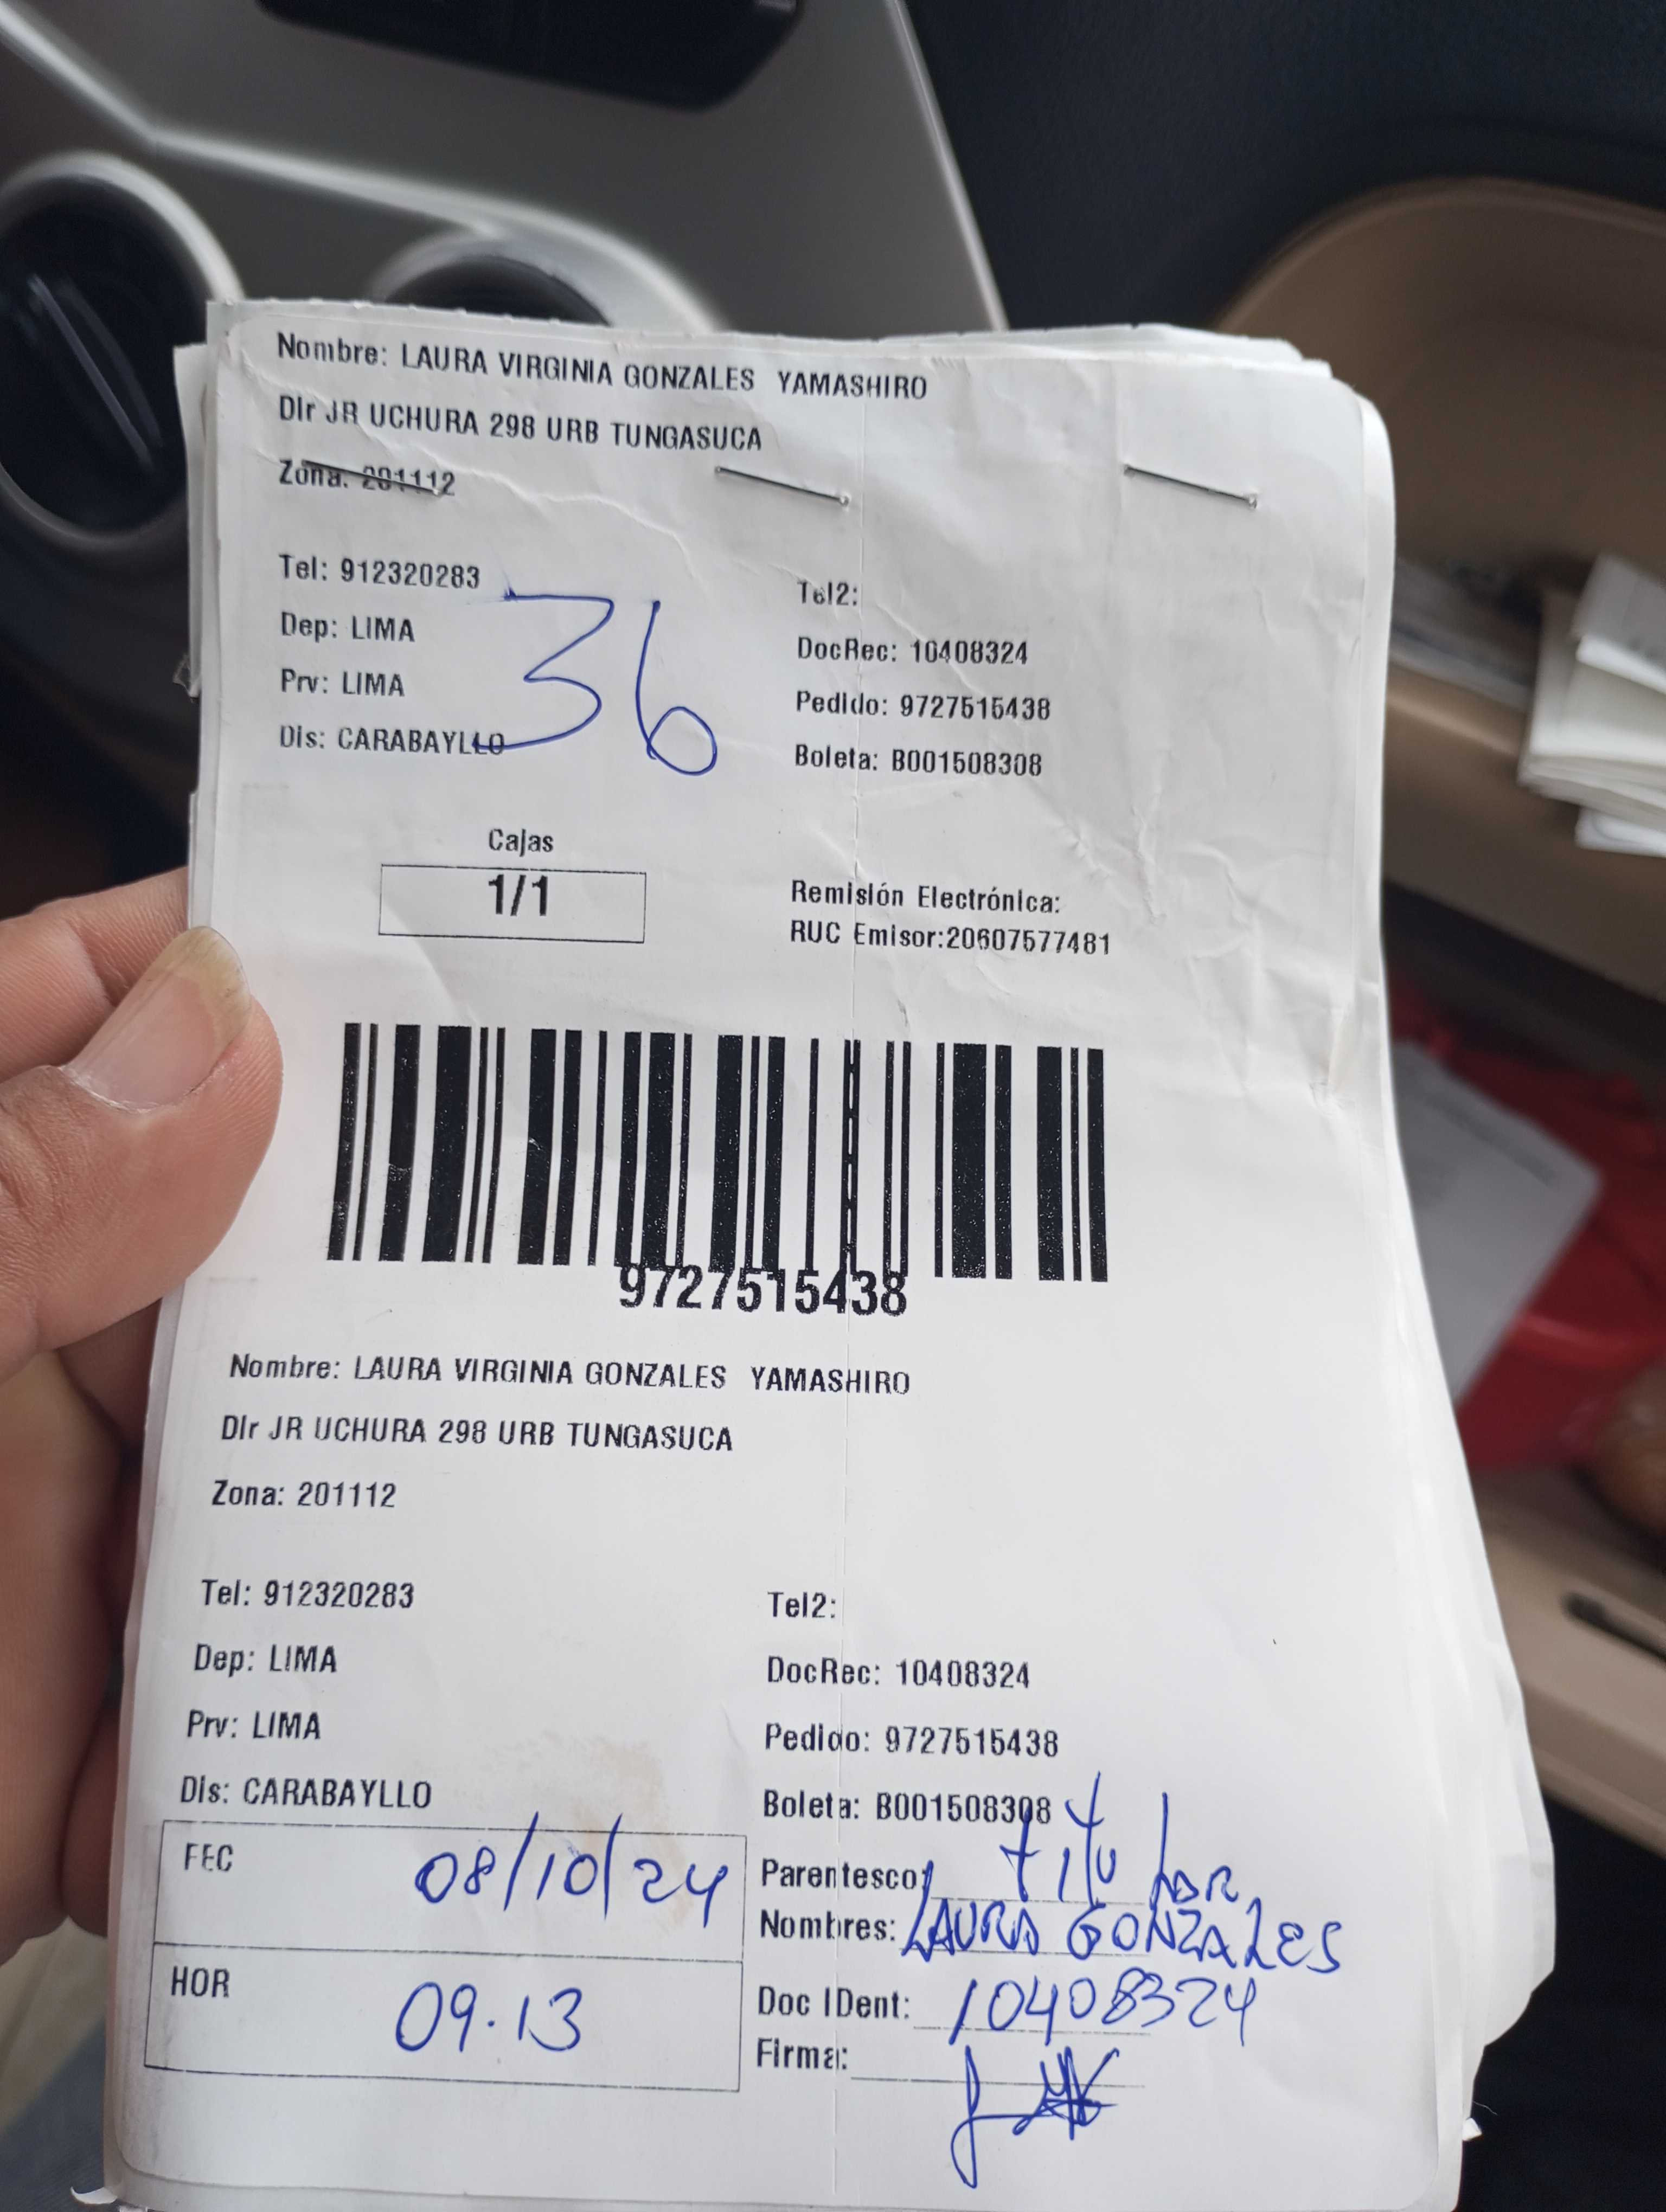 Nombre: LAURA VIRGINIA GONZALES YAMASHIRO
Dir JR UCHURA 298 URB TUNGASUCA
Zona: 201112
Tel: 912320283
Tel2:
36
Dep: LIMA
DocRec: 10408324
Prv: LIMA
Pedido: 9727515438
Dis: CARABAYLLO
Boleta: B001508308
Cajas
1/1
Remisión Electrónica:
RUC Emisor:20607577481
9727515438
Nombre: LAURA VIRGINIA GONZALES YAMASHIRO
Dir JR UCHURA 298 URB TUNGASUCA
Zona: 201112
Tel: 912320283
Tel2:
Dep: LIMA
DocRec: 10408324
Prv: LIMA
Pedido: 9727515438
Dis: CARABAYLLO
Boleta: B001508308
FEC 08/10/24
Parentesco: titular
Nombres: LAURA GONZALES
HOR 09.13
Doc IDent: 10408324
Firma: